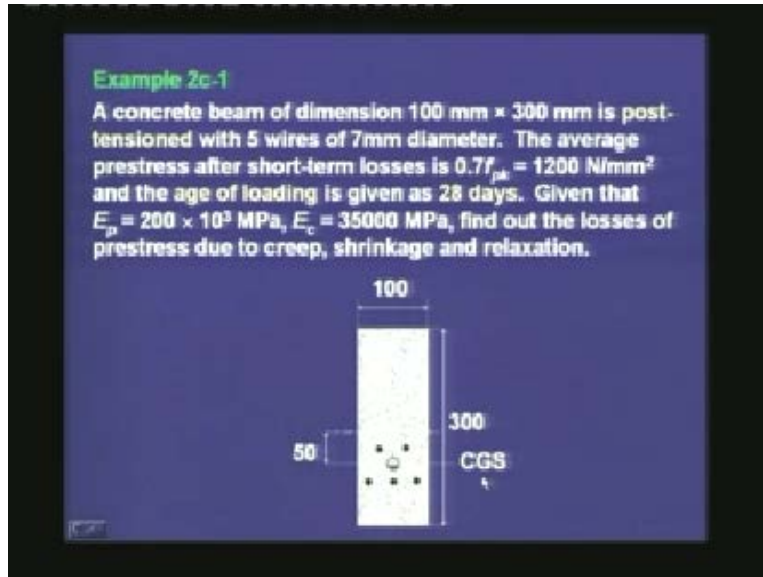 Example 2c-1
A concrete beam of dimension 100 mm × 300 mm is post-
tensioned with 5 wires of 7mm diameter. The average
prestress after short-term losses is 0.7f_pk = 1200 N/mm²
and the age of loading is given as 28 days. Given that
E_p = 200 × 10³ MPa, E_c = 35000 MPa, find out the losses of
prestress due to creep, shrinkage and relaxation.
100
300
50
CGS